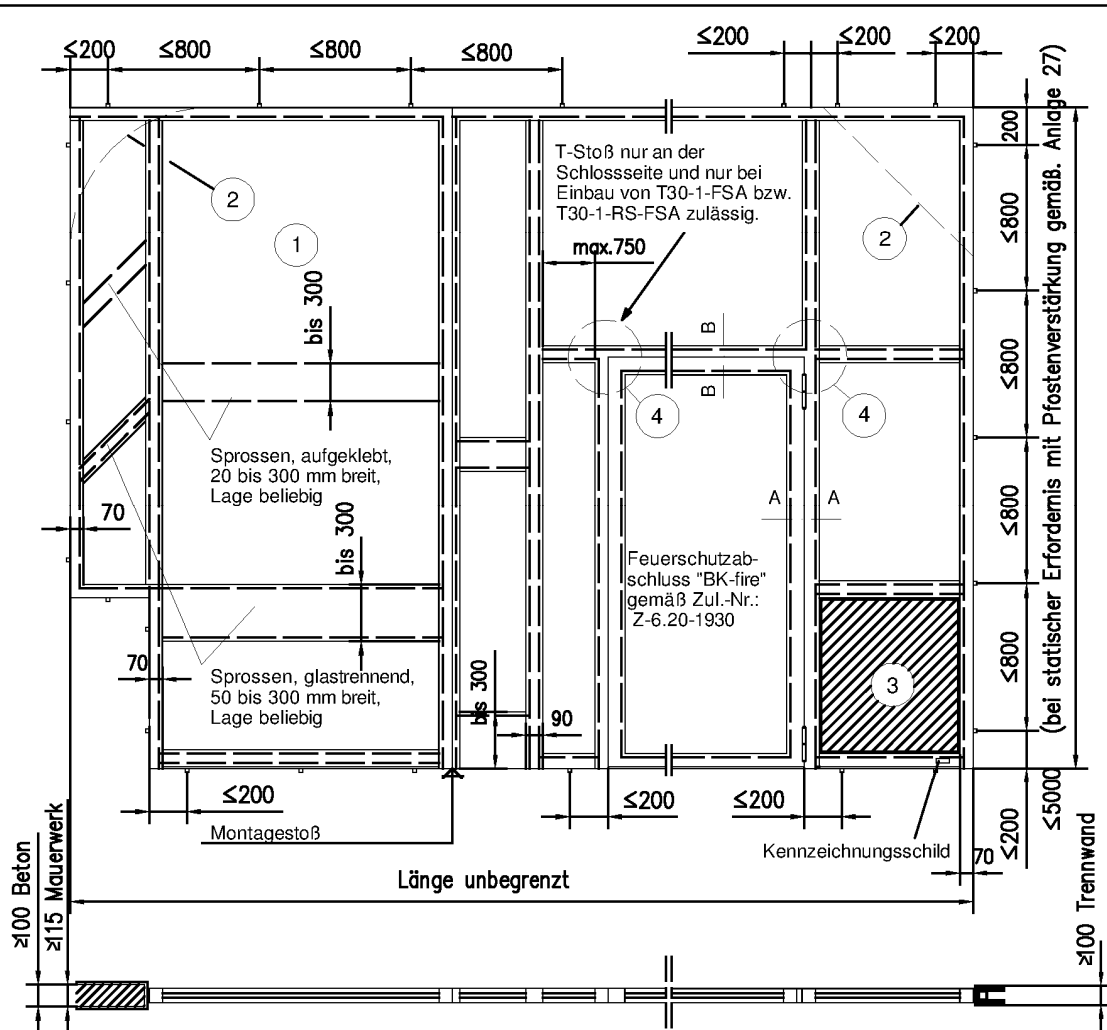 ≤200 ≤800 ≤800 ≤800 ≤200 ≤200 ≤200
T-Stoß nur an der
Schlossseite und nur bei
Einbau von T30-1-FSA bzw.
T30-1-RS-FSA zulässig.
max.750
2
1
2
bis 300
B
B
4
4
Sprossen, aufgeklebt,
20 bis 300 mm breit,
Lage beliebig
70
bis 300
A A
Feuerschutzab-
schluss "BK-fire"
gemäß Zul.-Nr.:
Z-6.20-1930
70
Sprossen, glastrennend,
50 bis 300 mm breit,
Lage beliebig
bis 300
90
3
200
≤800
≤800
≤800
≤800
≤200
≤5000 (bei statischer Erfordernis mit Pfostenverstärkung gemäß. Anlage 27)
≤200
≤200
≤200
Montagestoß
Kennzeichnungsschild
70
Länge unbegrenzt
≥100 Beton
≥115 Mauerwerk
≥100 Trennwand